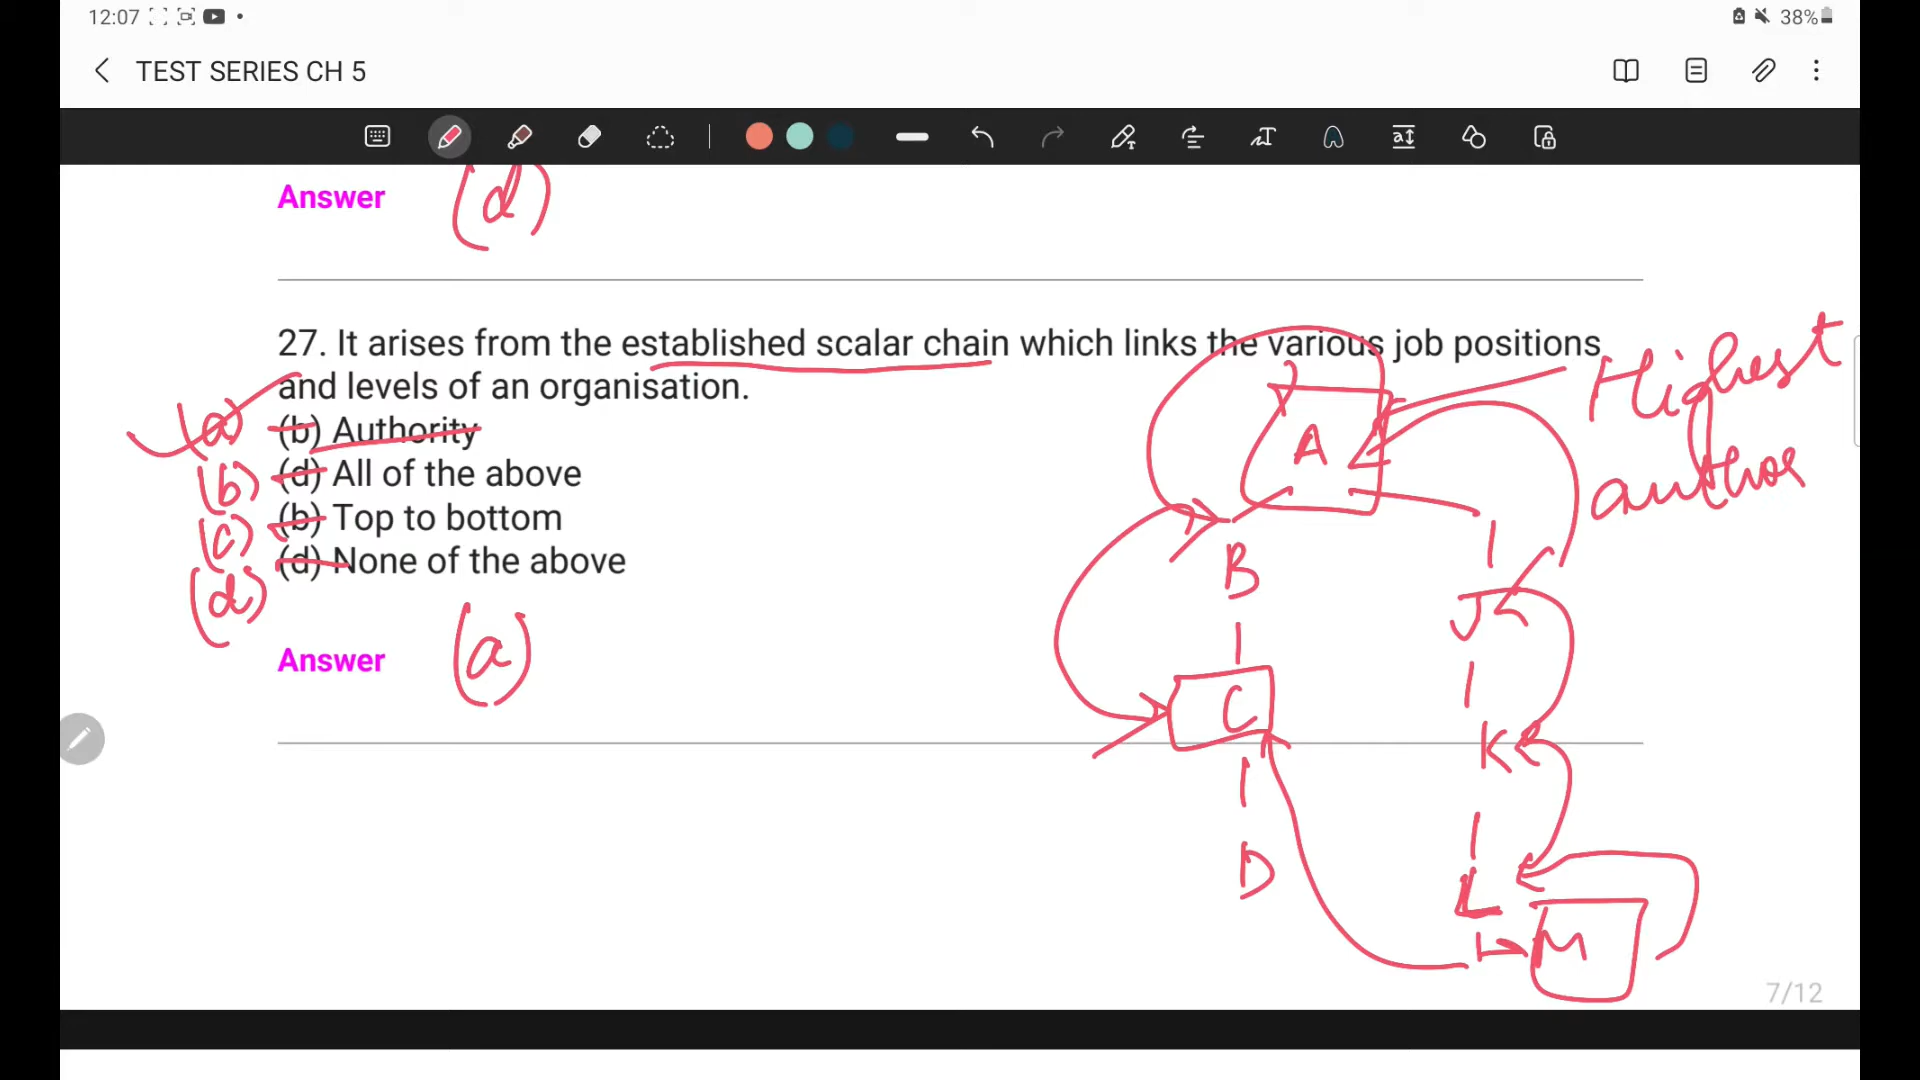 12:07 38%
TEST SERIES CH 5
Answer (d)
27. It arises from the established scalar chain which links the various job positions
and levels of an organisation.
(a) (b) Authority
(b) (d) All of the above
(c) (b) Top to bottom
(d) (d) None of the above
Answer (a)
Highest
author
A
B
J
C
K
D
L
M
7/12